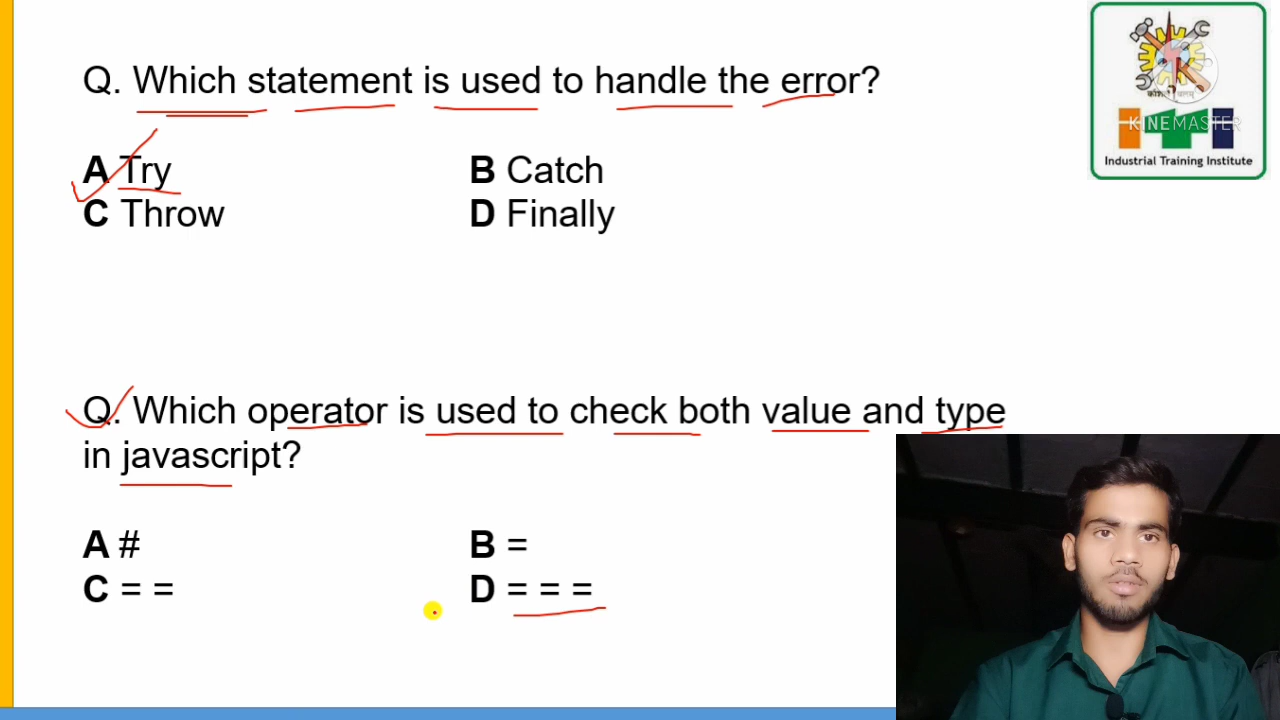 Q. Which statement is used to handle the error?
A Try
B Catch
C Throw
D Finally
KINEMASTER
Industrial Training Institute
Q. Which operator is used to check both value and type
in javascript?
A #
B =
C = =
D = = =